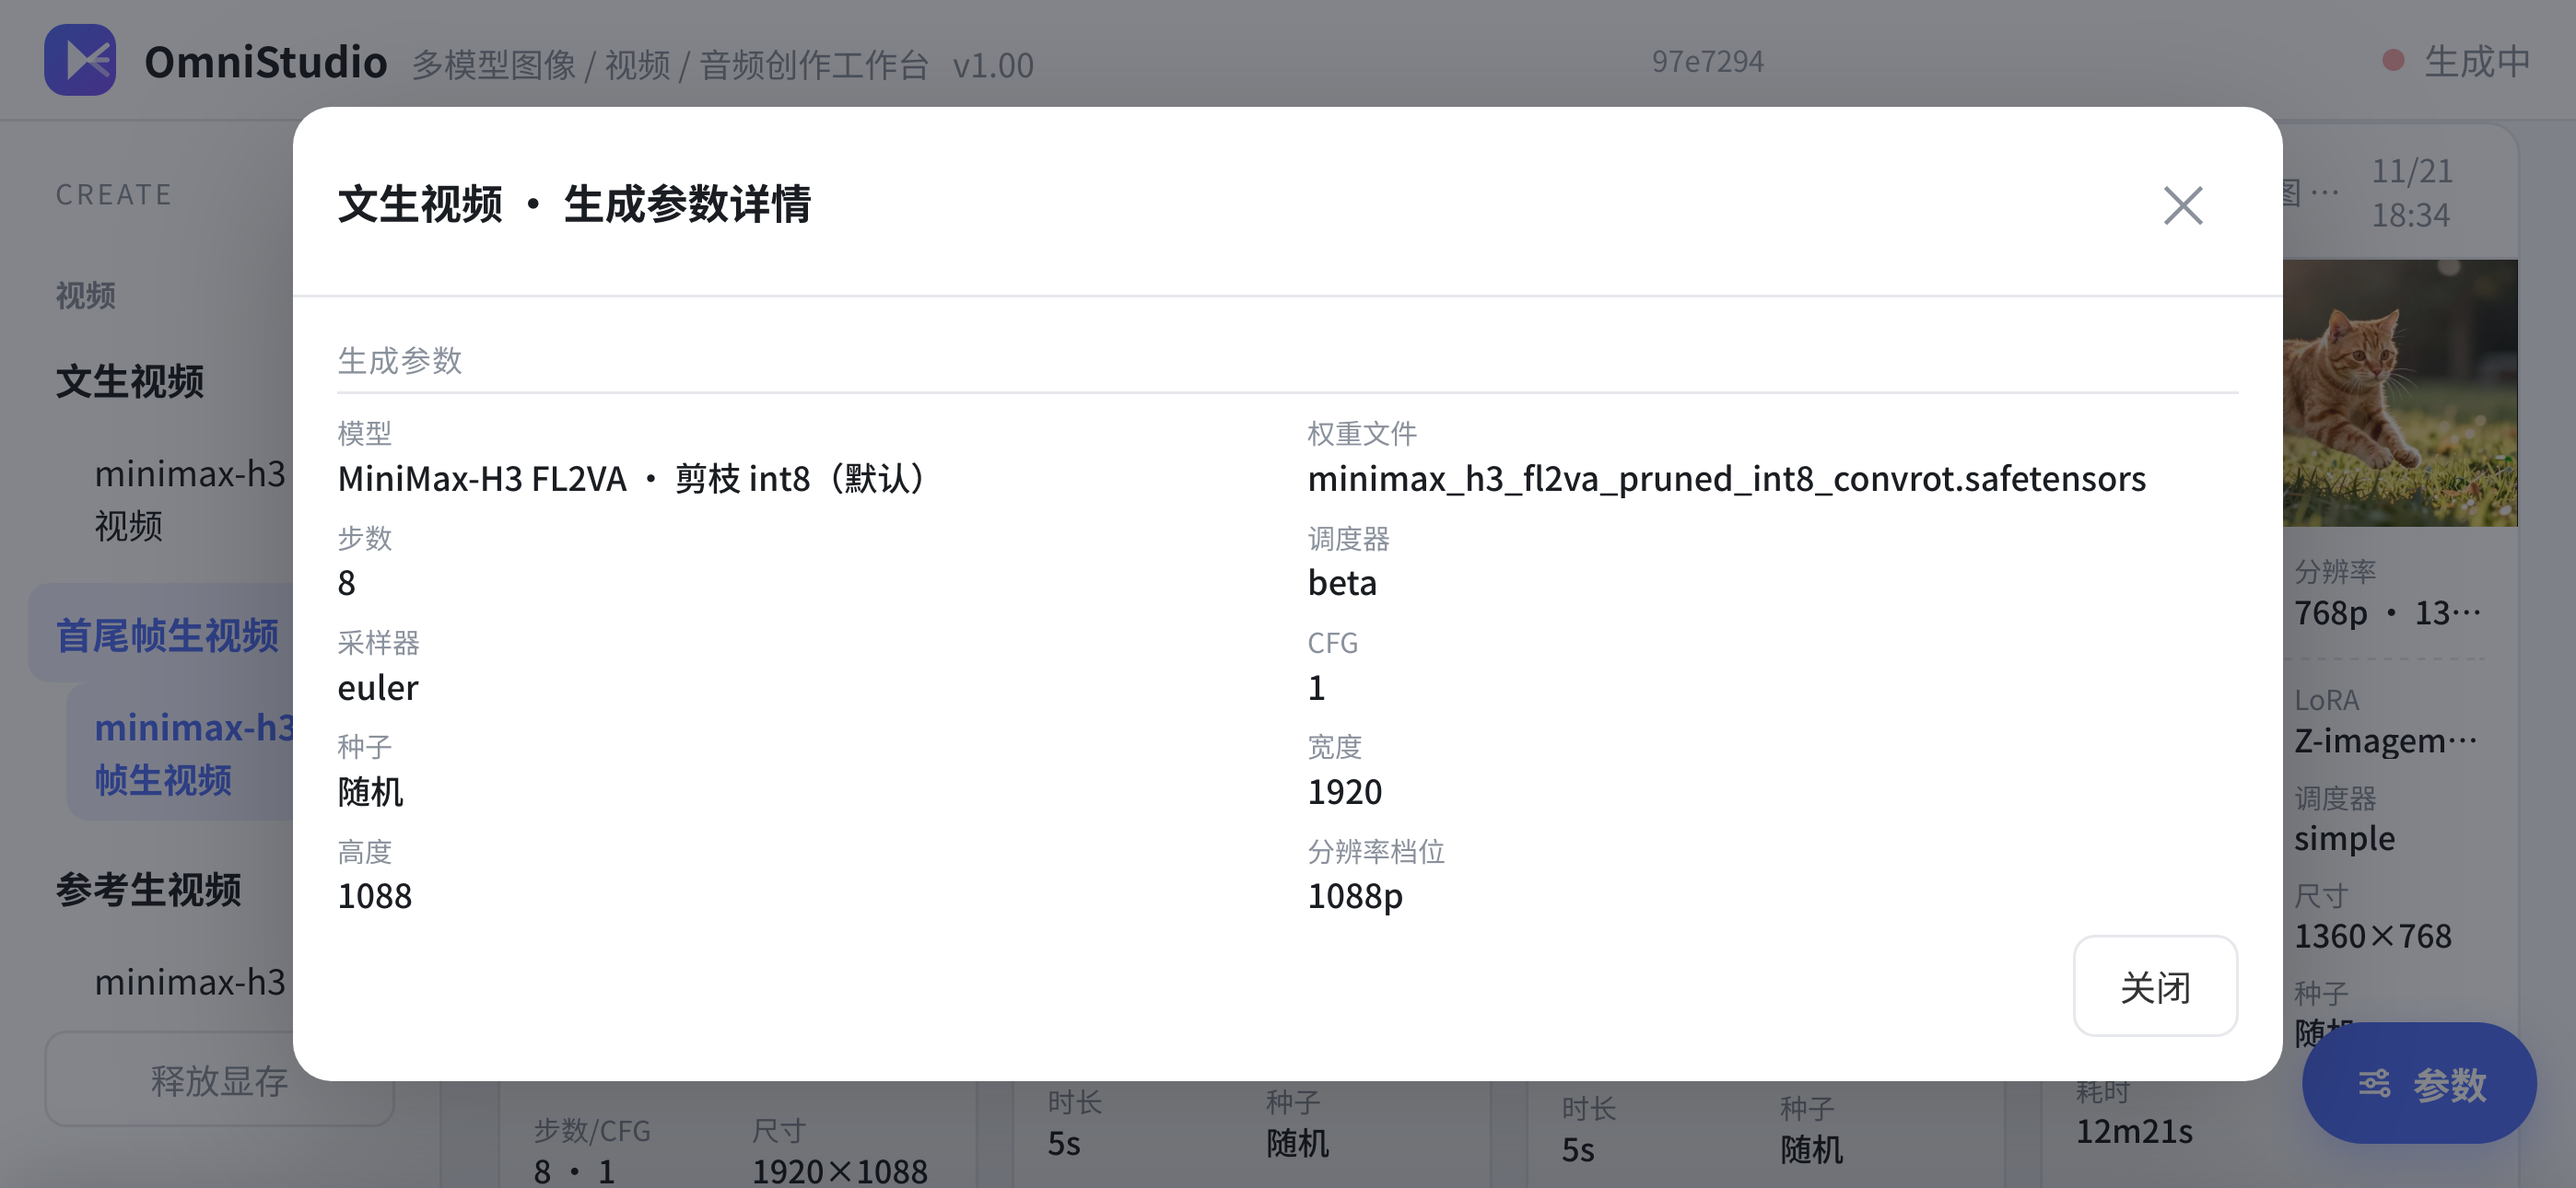 OmniStudio 多模型图像 / 视频 / 音频创作工作台 v1.00
97e7294
生成中
CREATE
视频
文生视频
minimax-h3
视频
首尾帧生视频
minimax-h3
帧生视频
参考生视频
minimax-h3
释放显存
文生视频 · 生成参数详情
生成参数
模型
MiniMax-H3 FL2VA · 剪枝 int8（默认）
权重文件
minimax_h3_fl2va_pruned_int8_convrot.safetensors
步数
8
调度器
beta
采样器
euler
CFG
1
种子
随机
宽度
1920
高度
1088
分辨率档位
1088p
关闭
图 ···
11/21
18:34
分辨率
768p · 13···
LoRA
Z-imagem···
调度器
simple
尺寸
1360×768
种子
随机
参数
步数/CFG
8 · 1
尺寸
1920×1088
时长
5s
种子
随机
时长
5s
种子
随机
耗时
12m21s